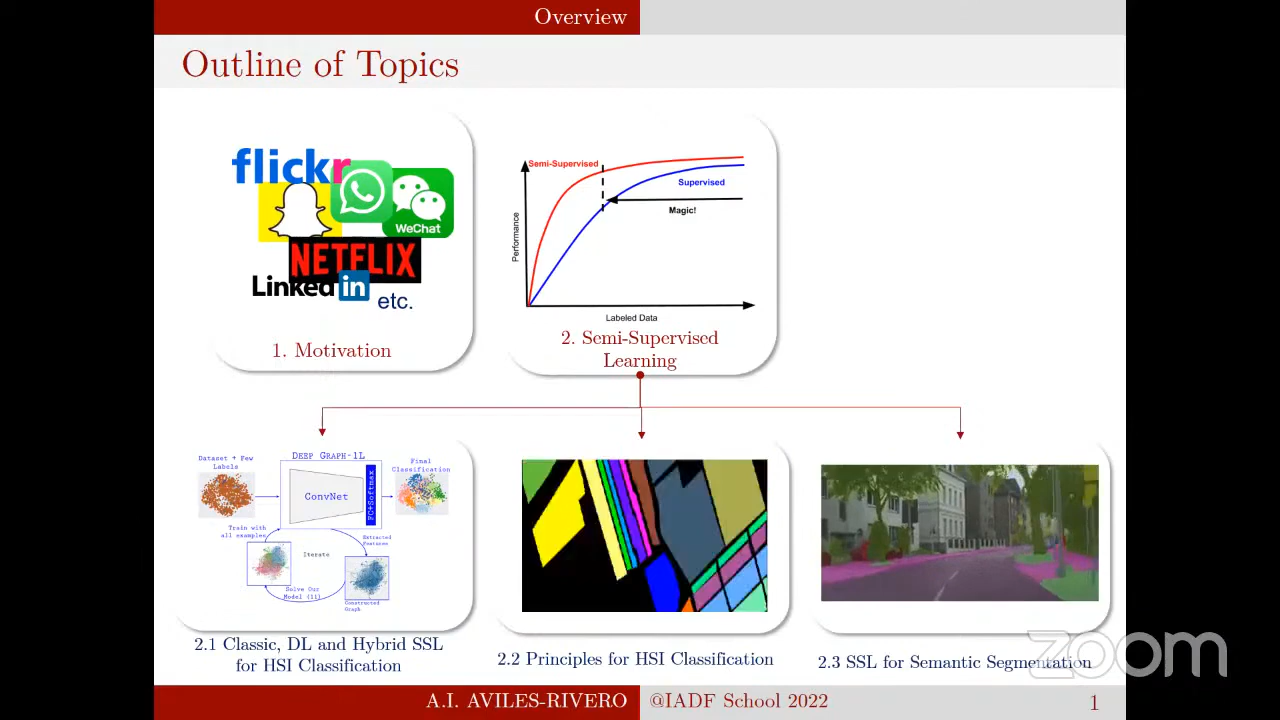 Overview
Outline of Topics
flickr
WeChat
NETFLIX
Linked in
etc.
1. Motivation
Semi-Supervised
Supervised
Magic!
Performance
Labeled Data
2. Semi-Supervised
Learning
Dataset + Few
Labels
Deep Graph-1L
ConvNet
FC+Softmax
Final
Classification
Train with
all examples
Extracted
Features
Iterate
Solve Our
Model (11)
Constructed
Graph
2.1 Classic, DL and Hybrid SSL
for HSI Classification
2.2 Principles for HSI Classification
2.3 SSL for Semantic Segmentation
zoom
A.I. AVILES-RIVERO
@IADF School 2022
1